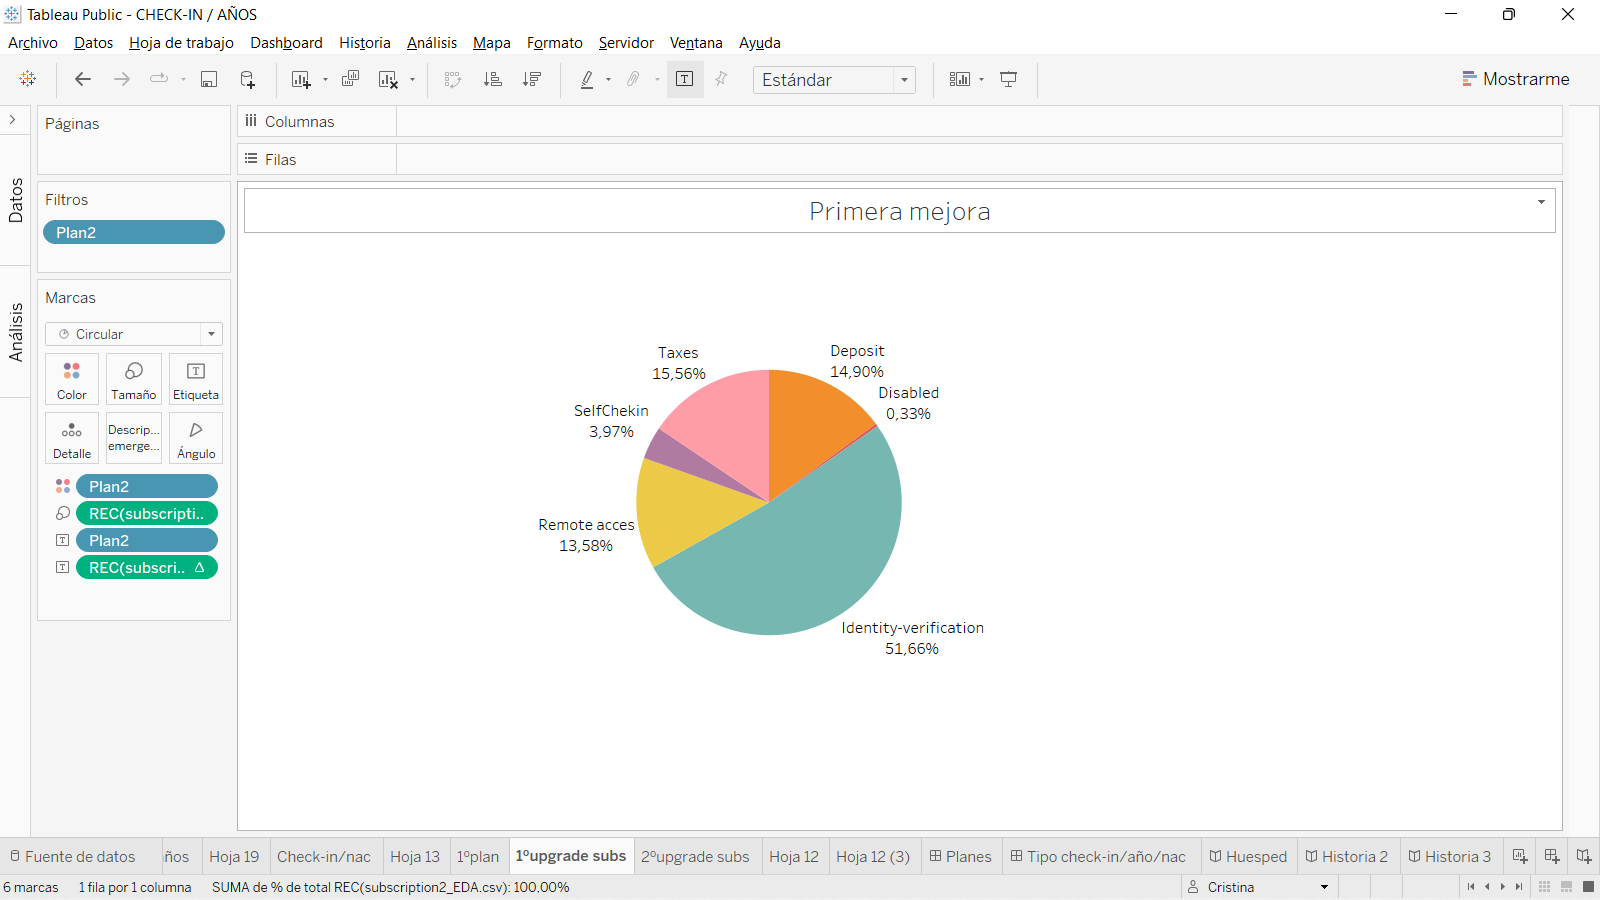 Tableau Public - CHECK-IN / AÑOS
Archivo Datos Hoja de trabajo Dashboard Historia Análisis Mapa Formato Servidor Ventana Ayuda
Estándar
Mostrarme
Páginas
Columnas
Filas
Datos
Análisis
Filtros
Plan2
Marcas
Circular
Color Tamaño Etiqueta
Detalle
Descrip...
emerge...
Ángulo
Plan2
REC(subscripti..
Plan2
REC(subscri.. Δ
Primera mejora
Taxes
15,56%
Deposit
14,90%
Disabled
0,33%
SelfChekin
3,97%
Remote acces
13,58%
Identity-verification
51,66%
Fuente de datos ños Hoja 19 Check-in/nac Hoja 13 1ºplan 1ºupgrade subs 2ºupgrade subs Hoja 12 Hoja 12 (3) Planes Tipo check-in/año/nac Huesped Historia 2 Historia 3
6 marcas 1 fila por 1 columna SUMA de % de total REC(subscription2_EDA.csv): 100.00% Cristina